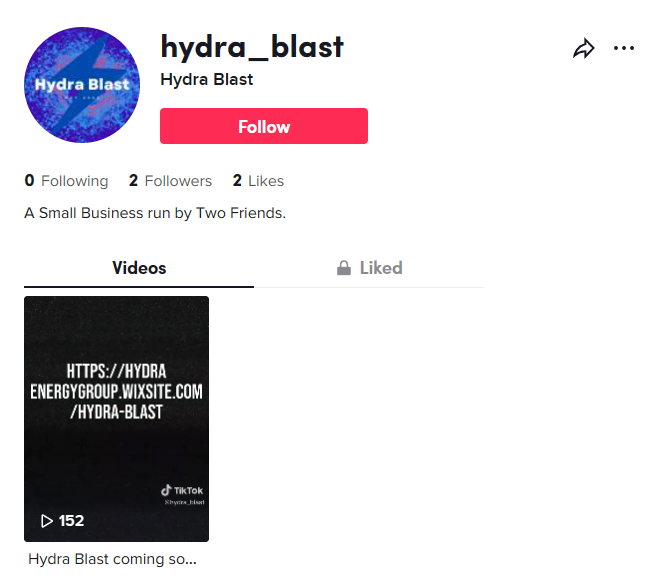 hydra_blast
Hydra Blast
Follow
0 Following 2 Followers 2 Likes
A Small Business run by Two Friends.
Videos
Liked
HTTPS://HYDRA
ENERGYGROUP.WIXSITE.COM
/HYDRA-BLAST
TikTok
@hydra_blast
152
Hydra Blast coming so...
Hydra Blast